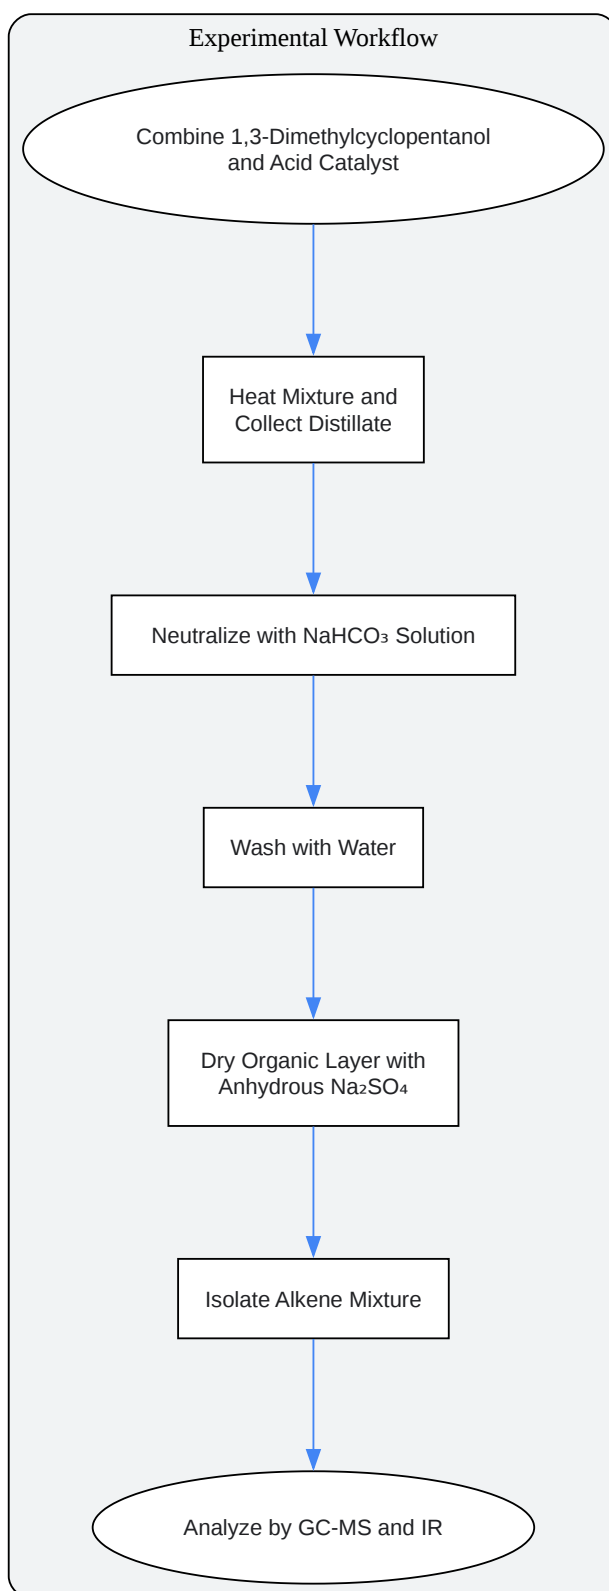 Experimental Workflow
Combine 1,3-Dimethylcyclopentanol
and Acid Catalyst
Heat Mixture and
Collect Distillate
Neutralize with NaHCO₃ Solution
Wash with Water
Dry Organic Layer with
Anhydrous Na₂SO₄
Isolate Alkene Mixture
Analyze by GC-MS and IR